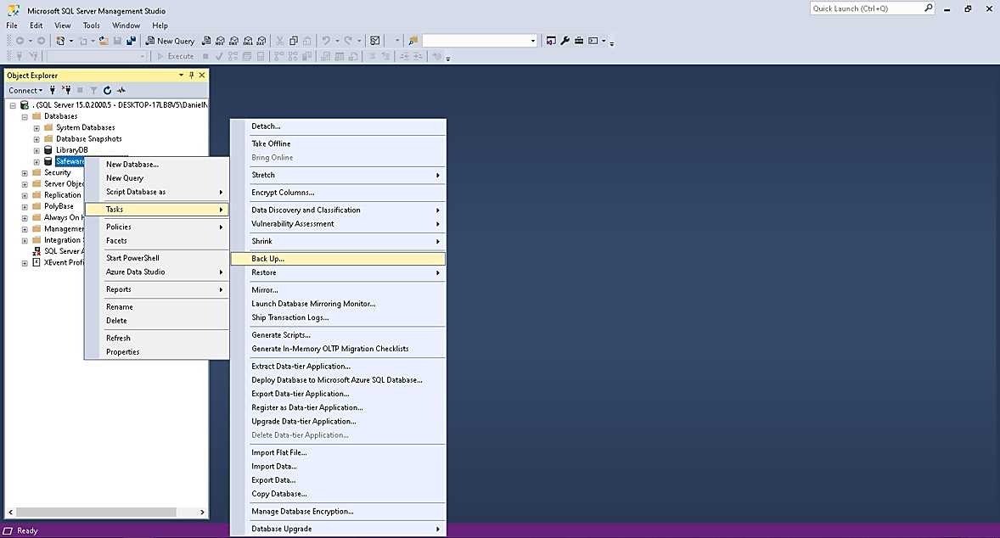 Microsoft SQL Server Management Studio
Quick Launch (Ctrl+Q)
File Edit View Tools Window Help
New Query
Execute
Object Explorer
Connect
. (SQL Server 15.0.2000.5 - DESKTOP-17LB8V5\DanielN
Databases
System Databases
Database Snapshots
LibraryDB
Safeware
Security
Server Objec
Replication
PolyBase
Always On H
Managemen
Integration
SQL Server A
XEvent Profi
New Database...
New Query
Script Database as
Tasks
Policies
Facets
Start PowerShell
Azure Data Studio
Reports
Rename
Delete
Refresh
Properties
Detach...
Take Offline
Bring Online
Stretch
Encrypt Columns...
Data Discovery and Classification
Vulnerability Assessment
Shrink
Back Up...
Restore
Mirror...
Launch Database Mirroring Monitor...
Ship Transaction Logs...
Generate Scripts...
Generate In-Memory OLTP Migration Checklists
Extract Data-tier Application...
Deploy Database to Microsoft Azure SQL Database...
Export Data-tier Application...
Register as Data-tier Application...
Upgrade Data-tier Application...
Delete Data-tier Application...
Import Flat File...
Import Data...
Export Data...
Copy Database...
Manage Database Encryption...
Database Upgrade
Ready